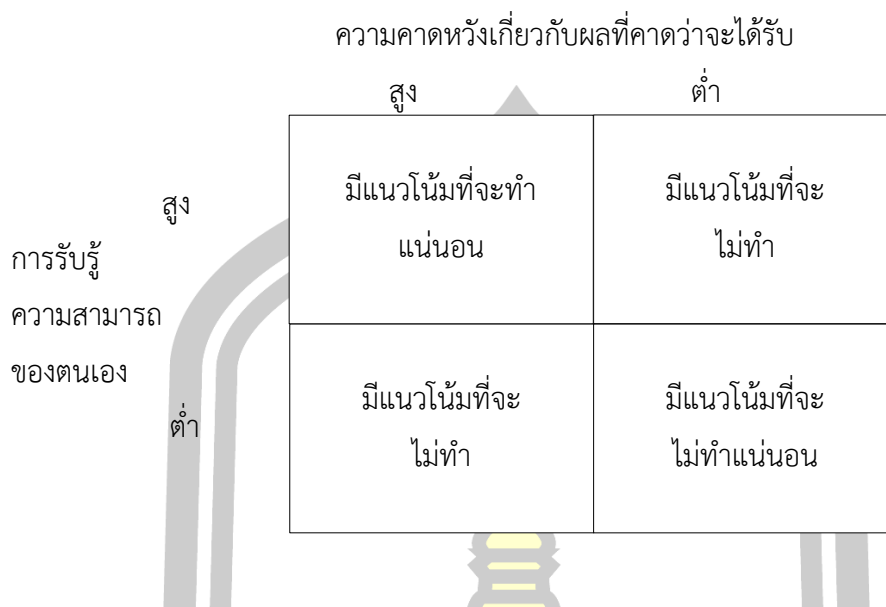 ความคาดหวังเกี่ยวกับผลที่คาดว่าจะได้รับ
สูง ต่ำ
สูง
การรับรู้
ความสามารถ
ของตนเอง
ต่ำ
มีแนวโน้มที่จะทำ
แน่นอน
มีแนวโน้มที่จะ
ไม่ทำ
มีแนวโน้มที่จะ
ไม่ทำ
มีแนวโน้มที่จะ
ไม่ทำแน่นอน